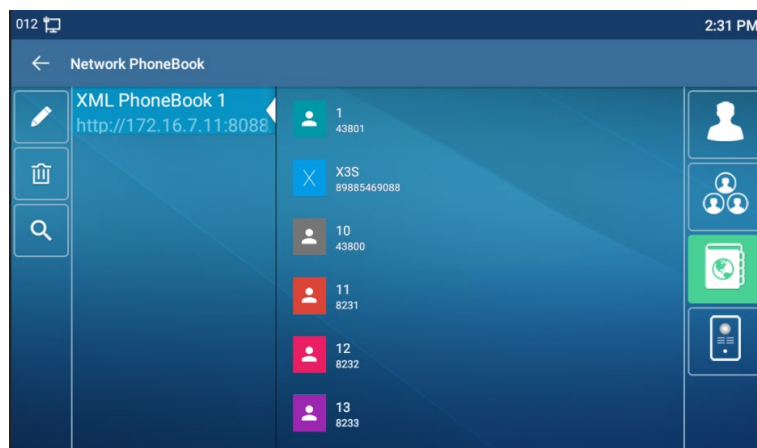 012
2:31 PM
Network PhoneBook
XML PhoneBook 1
http://172.16.7.11:8088
1
43801
X
X3S
89885469088
10
43800
11
8231
12
8232
13
8233